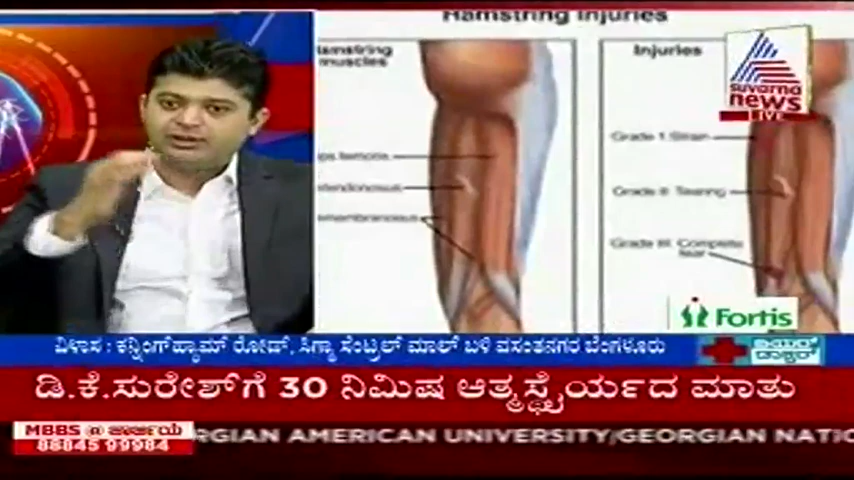 Hamstring Injuries
Hamstring
muscles
Injuries
suvarna
news
LIVE
Grade I Strain
Grade II Tearing
Grade III Complete
tear
Fortis
ವಿಳಾಸ : ಕನ್ನಿಂಗ್‌ಹ್ಯಾಮ್ ರೋಡ್, ಸಿಗ್ಮಾ ಸೆಂಟ್ರಲ್ ಮಾಲ್ ಬಳಿ ವಸಂತನಗರ ಬೆಂಗಳೂರು
ಡಿ.ಕೆ.ಸುರೇಶ್‌ಗೆ 30 ನಿಮಿಷ ಆತ್ಮಸ್ಥೈರ್ಯದ ಮಾತು
MBBS @ ಜಾರ್ಜಿಯಾ
88845 99984
RGIAN AMERICAN UNIVERSITY/GEORGIAN NATIO